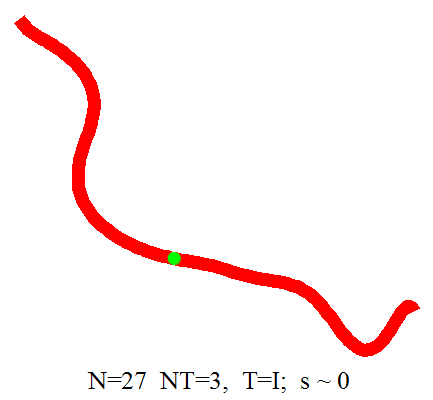 N=27 NT=3, T=I; s ~ 0